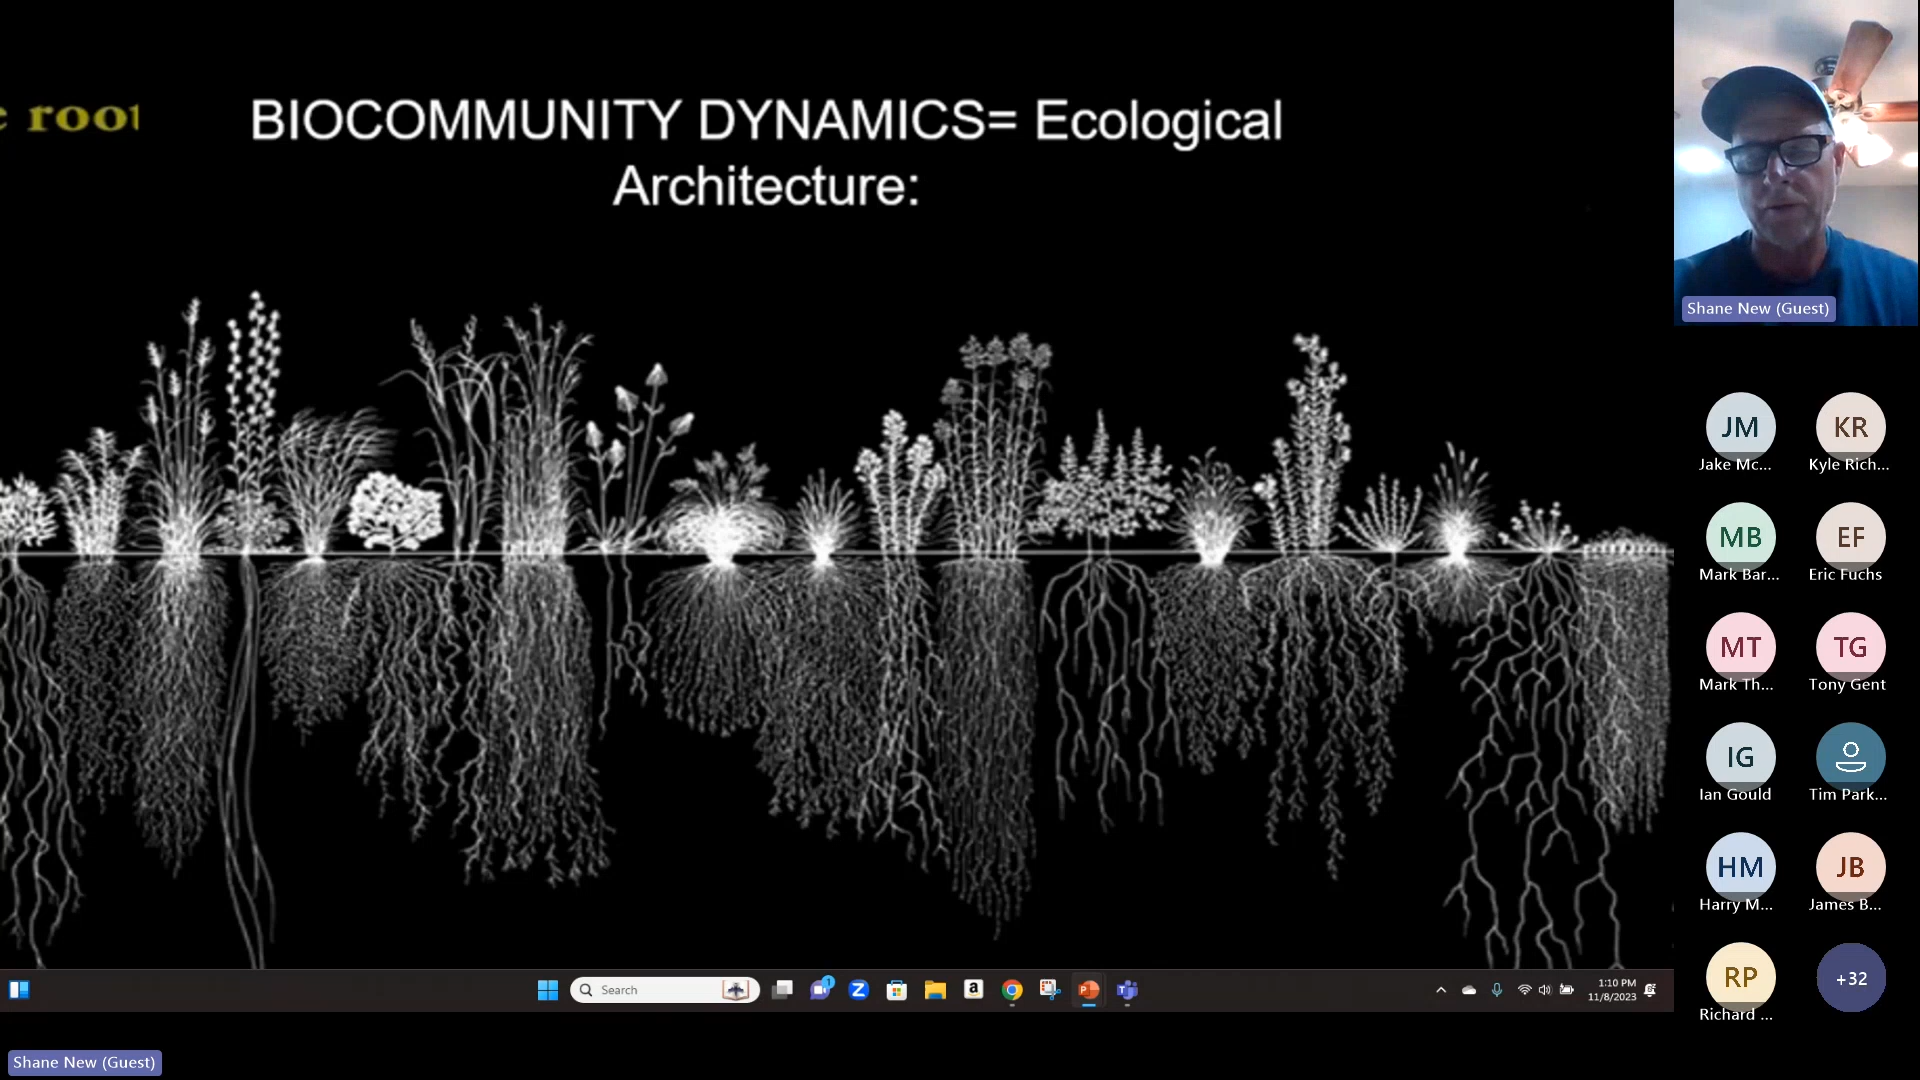 c root
BIOCOMMUNITY DYNAMICS= Ecological
Architecture:
Shane New (Guest)
JM
KR
Jake Mc...
Kyle Rich...
MB
EF
Mark Bar...
Eric Fuchs
MT
TG
Mark Th...
Tony Gent
IG
Ian Gould
Tim Park...
HM
JB
Harry M...
James B...
RP
+32
Richard ...
Search
1
1:10 PM
11/8/2023
Shane New (Guest)